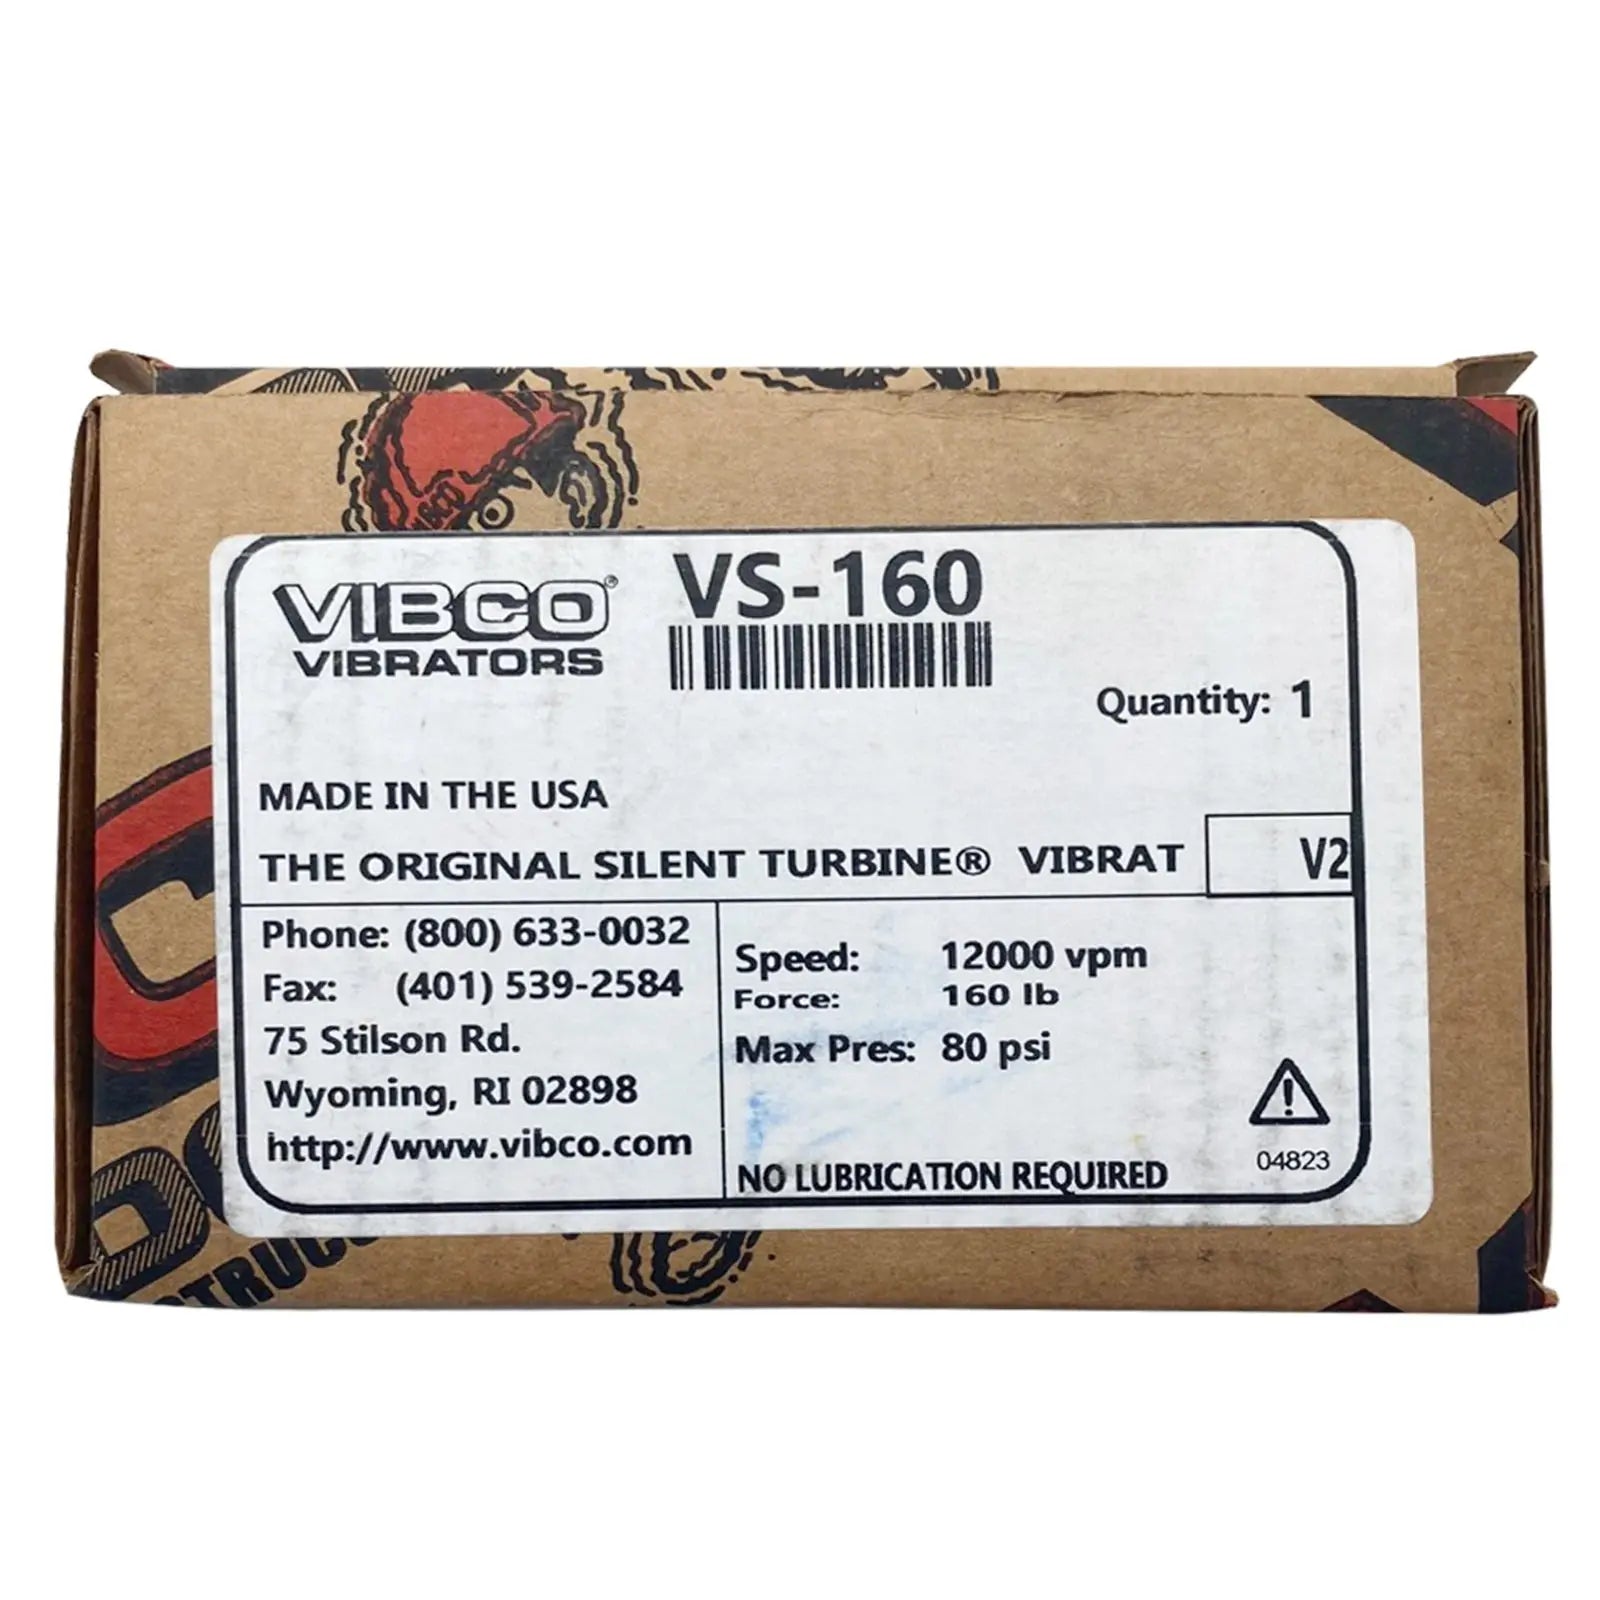 VIBCO®
VIBRATORS
VS-160
Quantity: 1
MADE IN THE USA
THE ORIGINAL SILENT TURBINE® VIBRAT
V2
Phone: (800) 633-0032
Fax: (401) 539-2584
75 Stilson Rd.
Wyoming, RI 02898
http://www.vibco.com
Speed: 12000 vpm
Force: 160 lb
Max Pres: 80 psi
NO LUBRICATION REQUIRED
04823